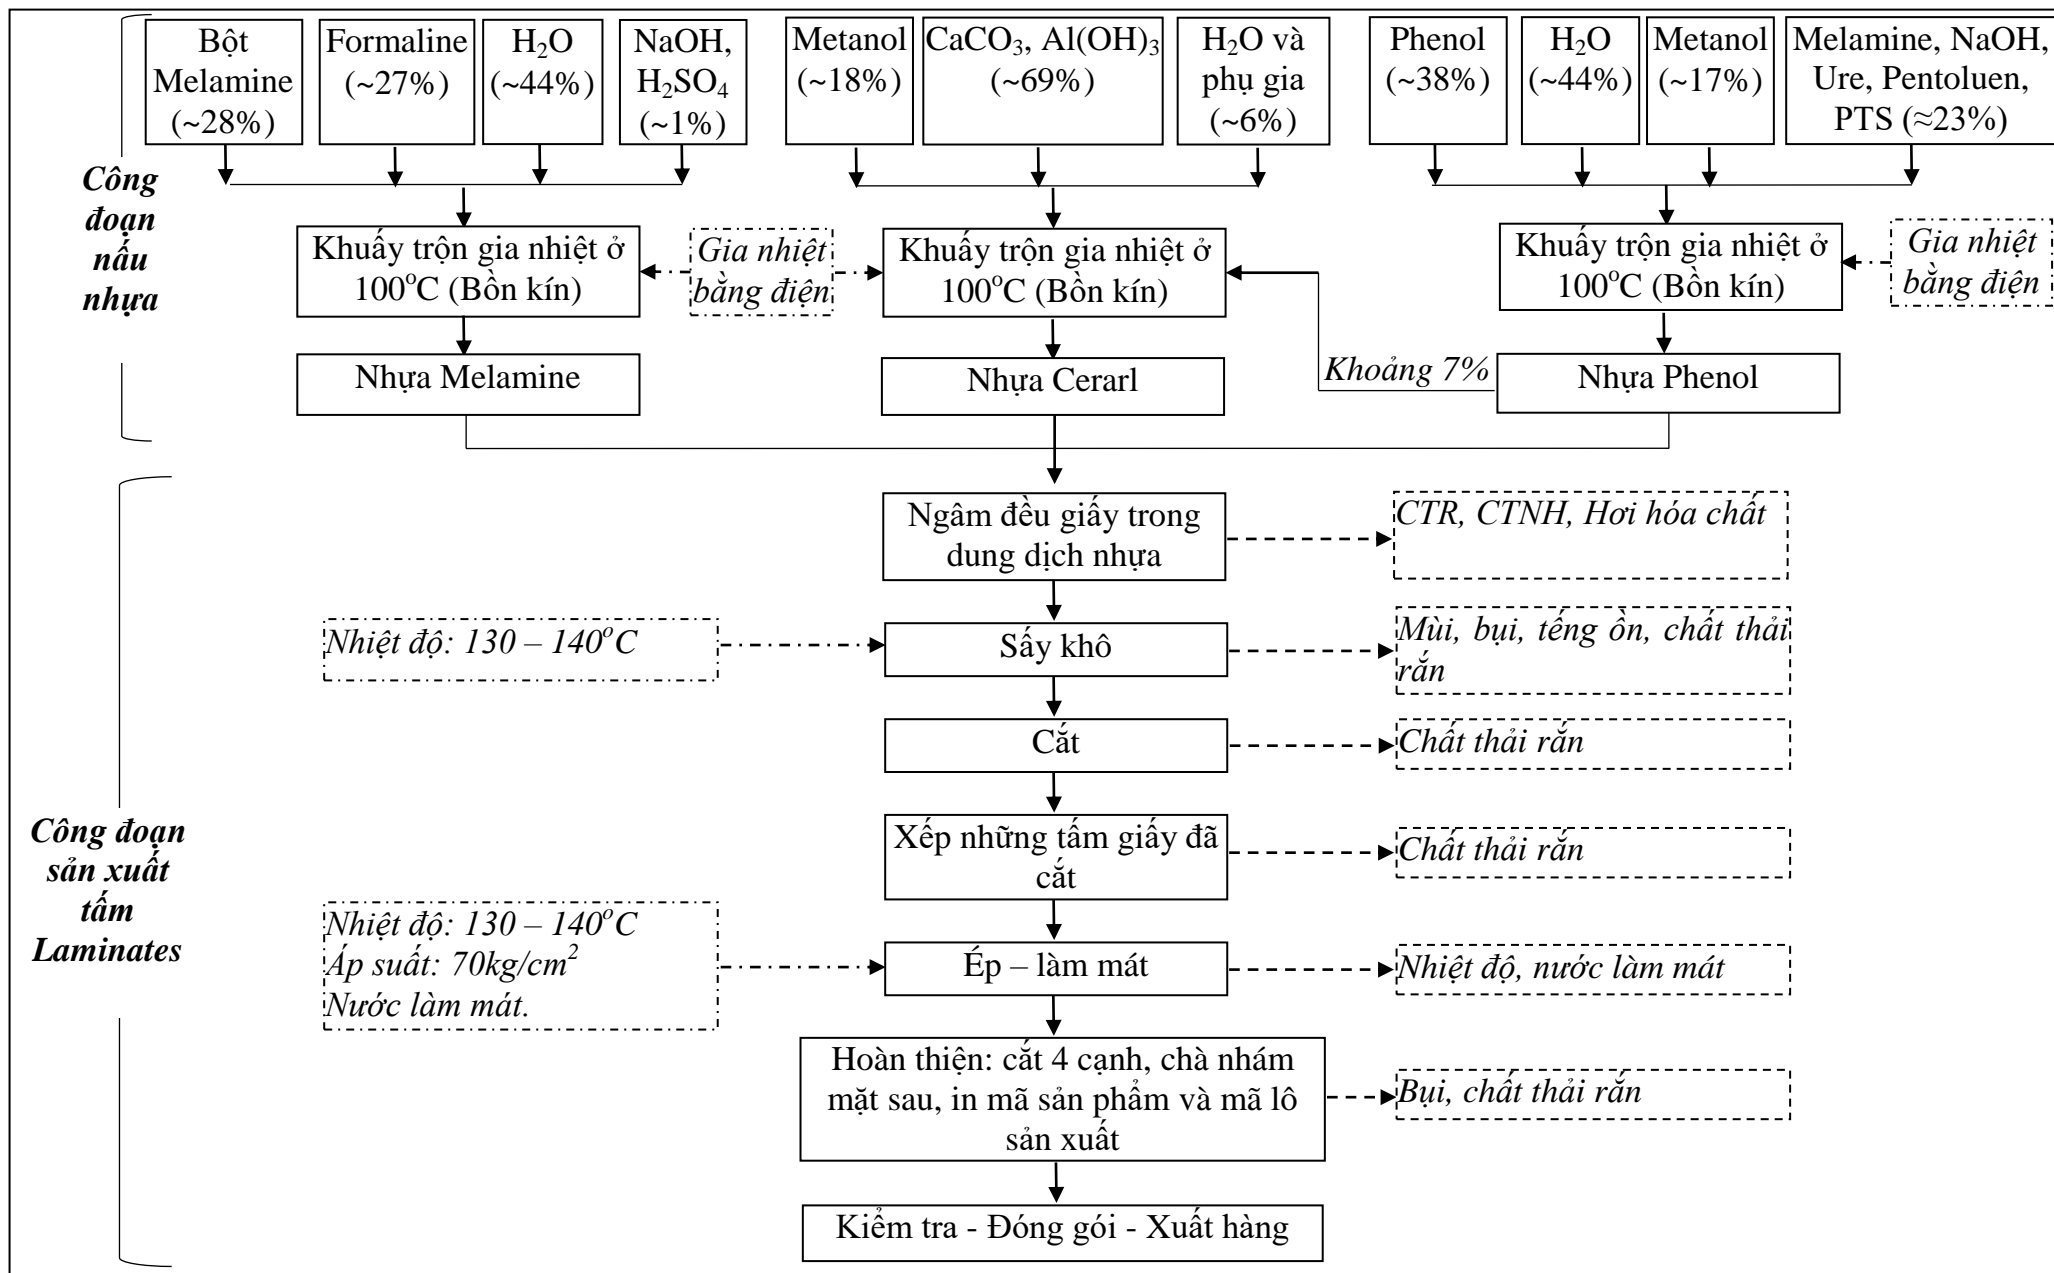 Bột
Melamine
(~28%)
Formaline
(~27%)
H₂O
(~44%)
NaOH,
H₂SO₄
(~1%)
Metanol
(~18%)
CaCO₃, Al(OH)₃
(~69%)
H₂O và
phụ gia
(~6%)
Phenol
(~38%)
H₂O
(~44%)
Metanol
(~17%)
Melamine, NaOH,
Ure, Pentoluen,
PTS (≈23%)
Công
đoạn
nấu
nhựa
Khuấy trộn gia nhiệt ở
100°C (Bồn kín)
Gia nhiệt
bằng điện
Khuấy trộn gia nhiệt ở
100°C (Bồn kín)
Khuấy trộn gia nhiệt ở
100°C (Bồn kín)
Gia nhiệt
bằng điện
Nhựa Melamine
Nhựa Cerarl
Khoảng 7%
Nhựa Phenol
Công đoạn
sản xuất
tấm
Laminates
Ngâm đều giấy trong
dung dịch nhựa
CTR, CTNH, Hơi hóa chất
Nhiệt độ: 130 – 140°C
Sấy khô
Mùi, bụi, tếng ồn, chất thải
rắn
Cắt
Chất thải rắn
Xếp những tấm giấy đã
cắt
Chất thải rắn
Nhiệt độ: 130 – 140°C
Áp suất: 70kg/cm²
Nước làm mát.
Ép – làm mát
Nhiệt độ, nước làm mát
Hoàn thiện: cắt 4 cạnh, chà nhám
mặt sau, in mã sản phẩm và mã lô
sản xuất
Bụi, chất thải rắn
Kiểm tra - Đóng gói - Xuất hàng